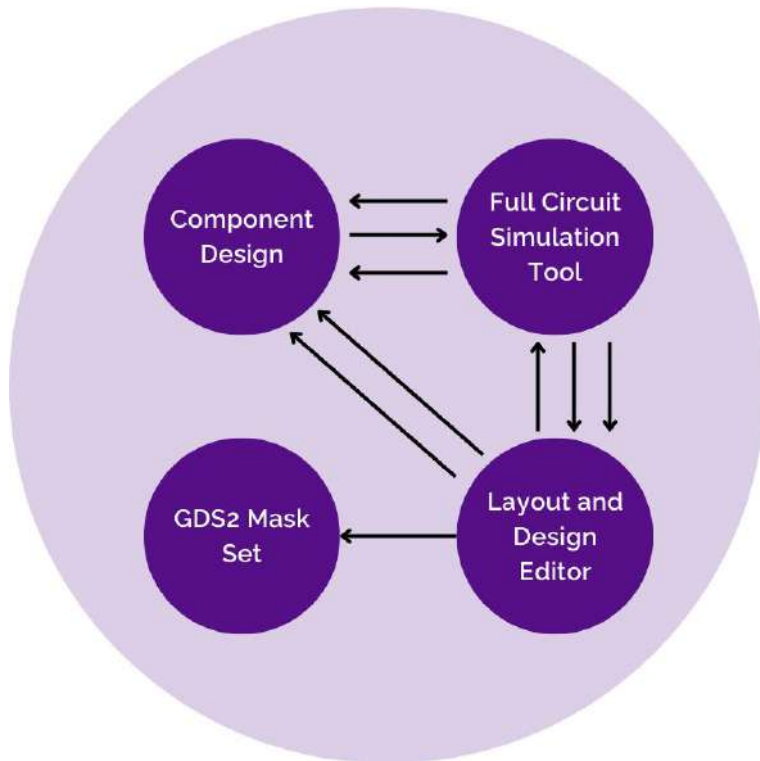 Component
Design
Full Circuit
Simulation
Tool
GDS2 Mask
Set
Layout and
Design
Editor